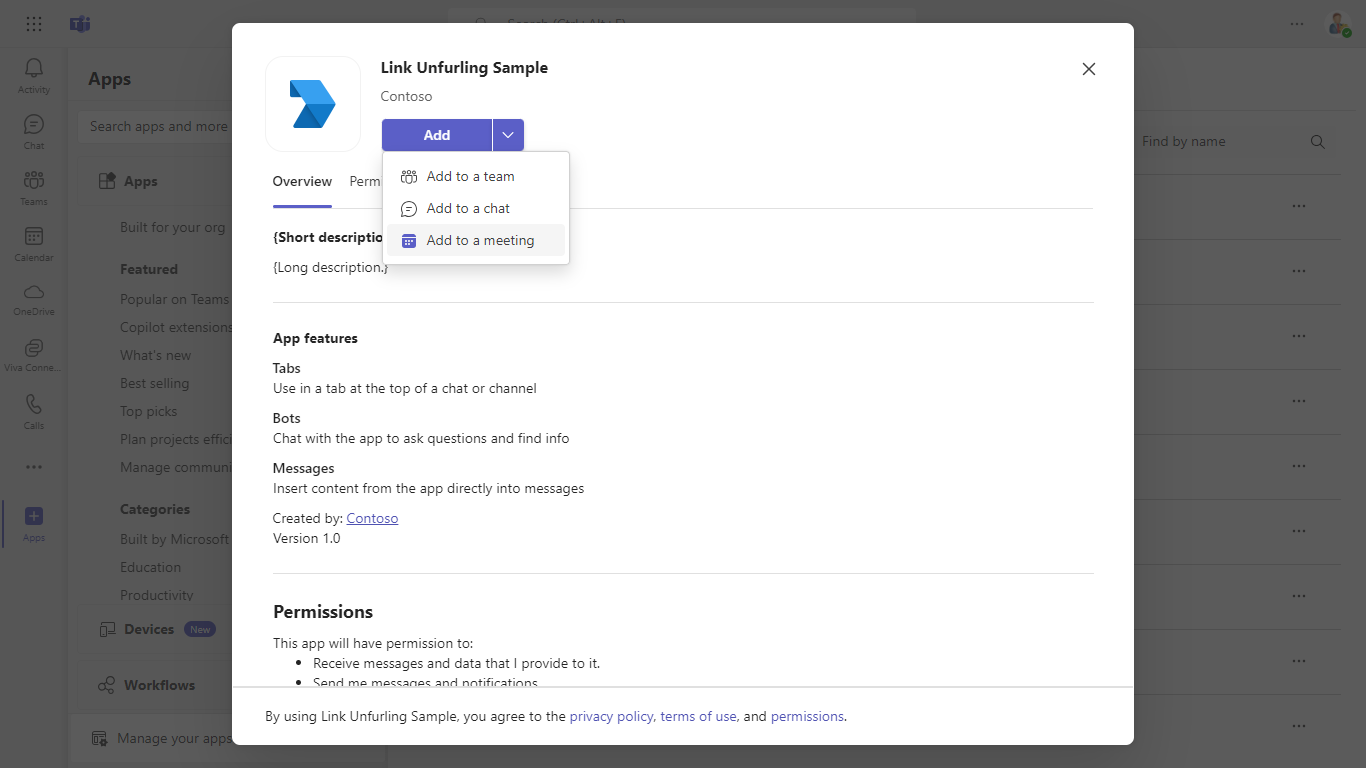 Search (Ctrl+Alt+E)
Activity
Chat
Teams
Calendar
OneDrive
Viva Conne...
Calls
Apps
Apps
Search apps and more
Apps
Built for your org
Featured
Popular on Teams
Copilot extensions
What's new
Best selling
Top picks
Plan projects effici
Manage communi
Categories
Built by Microsoft
Education
Productivity
Devices New
Workflows
Manage your apps
Link Unfurling Sample
Contoso
Add
Add to a team
Add to a chat
Add to a meeting
Overview Permi
{Short descriptio
{Long description.}
App features
Tabs
Use in a tab at the top of a chat or channel
Bots
Chat with the app to ask questions and find info
Messages
Insert content from the app directly into messages
Created by: Contoso
Version 1.0
Permissions
This app will have permission to:
• Receive messages and data that I provide to it.
• Send me messages and notifications.
By using Link Unfurling Sample, you agree to the privacy policy, terms of use, and permissions.
Find by name